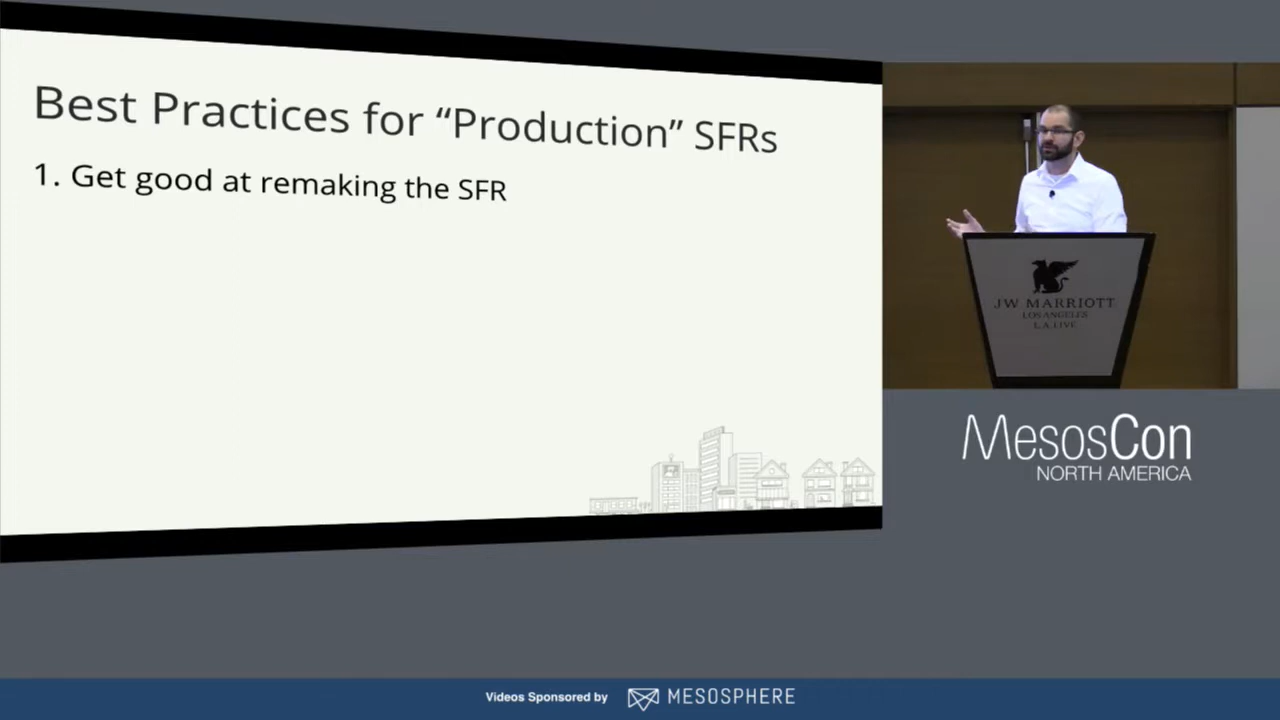 Best Practices for “Production” SFRs
1. Get good at remaking the SFR
JW MARRIOTT
LOS ANGELES
L.A. LIVE
MesosCon
NORTH AMERICA
Videos Sponsored by MESOSPHERE